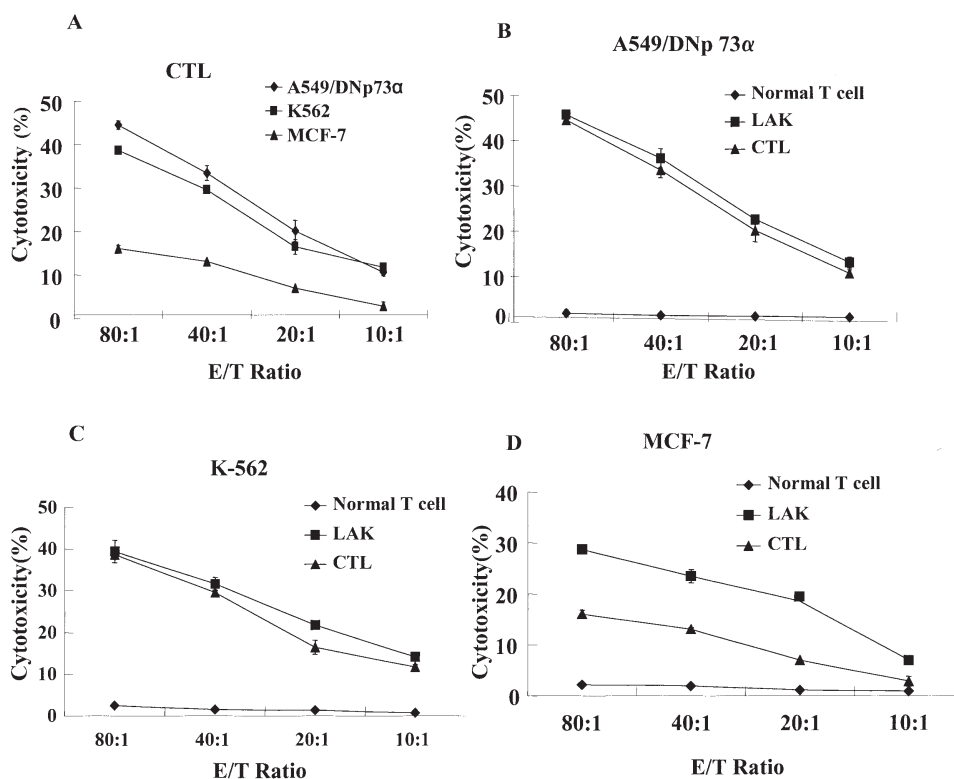 A
CTL
A549/DNp73α
K562
MCF-7
Cytotoxicity (%)
50
40
30
20
10
0
80:1 40:1 20:1 10:1
E/T Ratio
B
A549/DNp 73α
Normal T cell
LAK
CTL
Cytotoxicity(%)
50
40
30
20
10
0
80:1 40:1 20:1 10:1
E/T Ratio
C
K-562
Normal T cell
LAK
CTL
Cytotoxicity(%)
50
40
30
20
10
0
80:1 40:1 20:1 10:1
E/T Ratio
D
MCF-7
Normal T cell
LAK
CTL
Cytotoxicity(%)
40
30
20
10
0
80:1 40:1 20:1 10:1
E/T Ratio